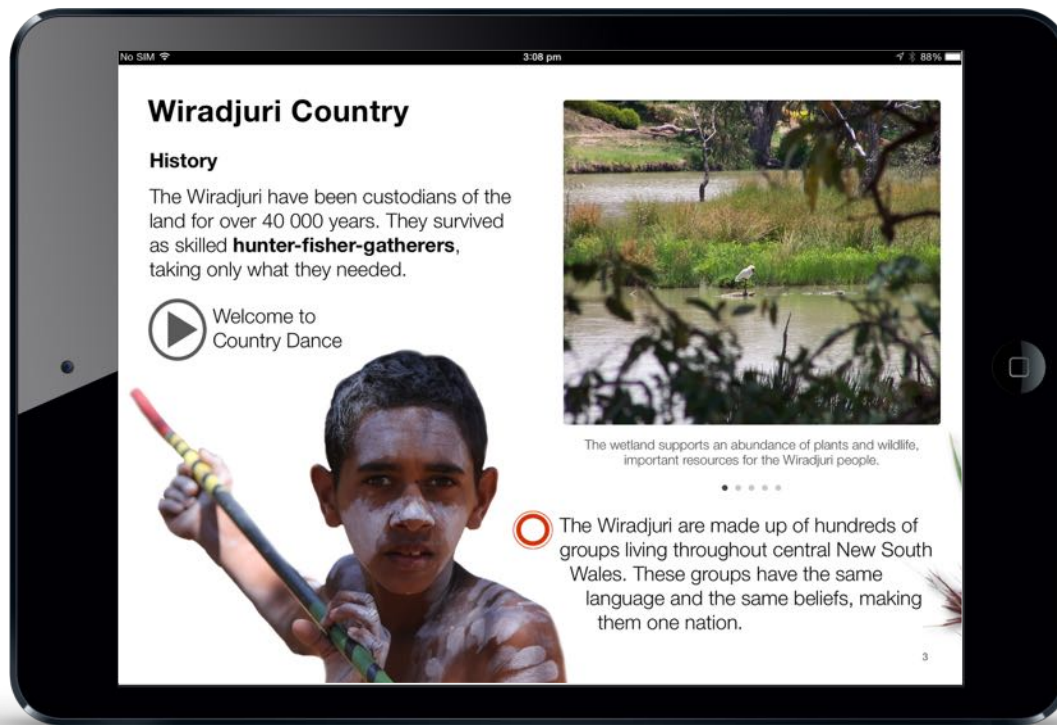 No SIM
3:08 pm
88%
Wiradjuri Country
History
The Wiradjuri have been custodians of the
land for over 40 000 years. They survived
as skilled hunter-fisher-gatherers,
taking only what they needed.
Welcome to
Country Dance
The wetland supports an abundance of plants and wildlife,
important resources for the Wiradjuri people.
The Wiradjuri are made up of hundreds of
groups living throughout central New South
Wales. These groups have the same
language and the same beliefs, making
them one nation.
3